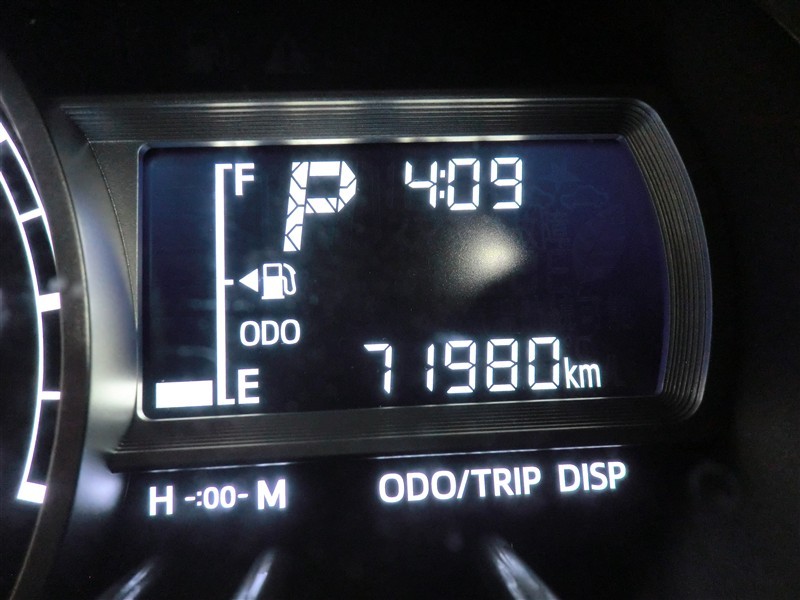 F P 4:09
ODO
E 71980km
H -:00- M ODO/TRIP DISP